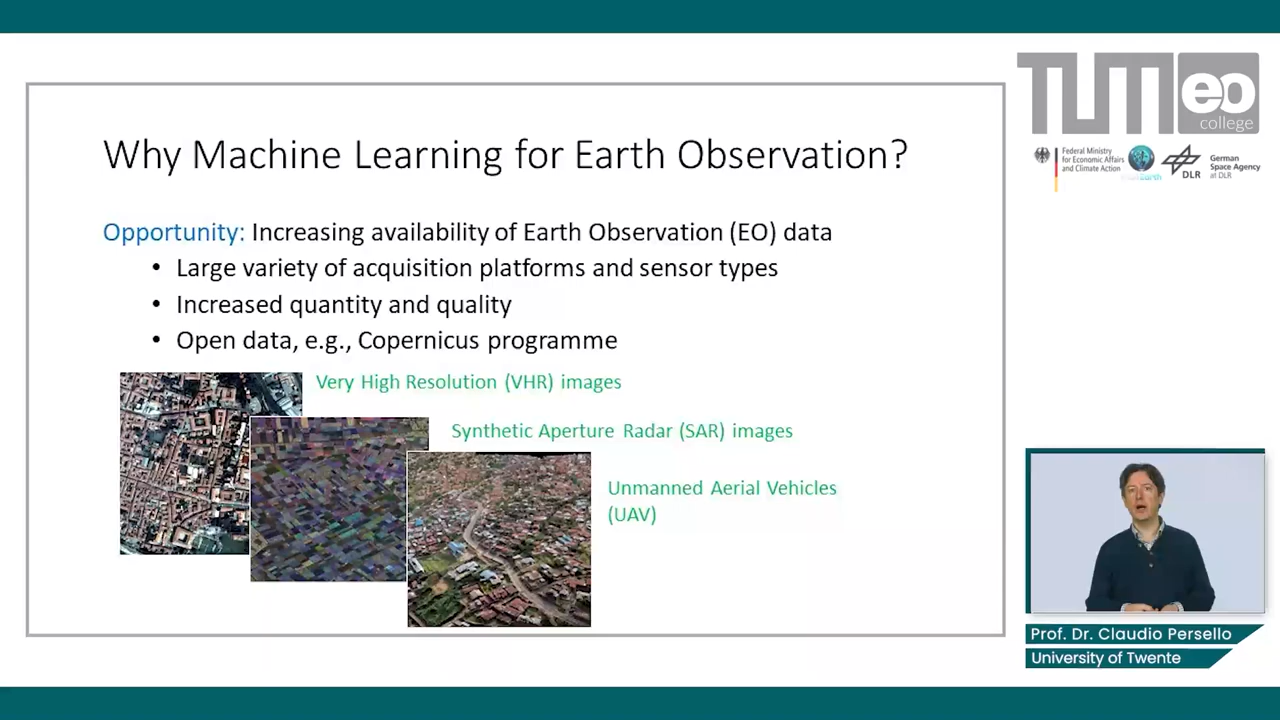 Why Machine Learning for Earth Observation?
Opportunity: Increasing availability of Earth Observation (EO) data
• Large variety of acquisition platforms and sensor types
• Increased quantity and quality
• Open data, e.g., Copernicus programme
Very High Resolution (VHR) images
Synthetic Aperture Radar (SAR) images
Unmanned Aerial Vehicles
(UAV)
TUM
eo
college
Federal Ministry
for Economic Affairs
and Climate Action
DLR
German
Space Agency
at DLR
Prof. Dr. Claudio Persello
University of Twente